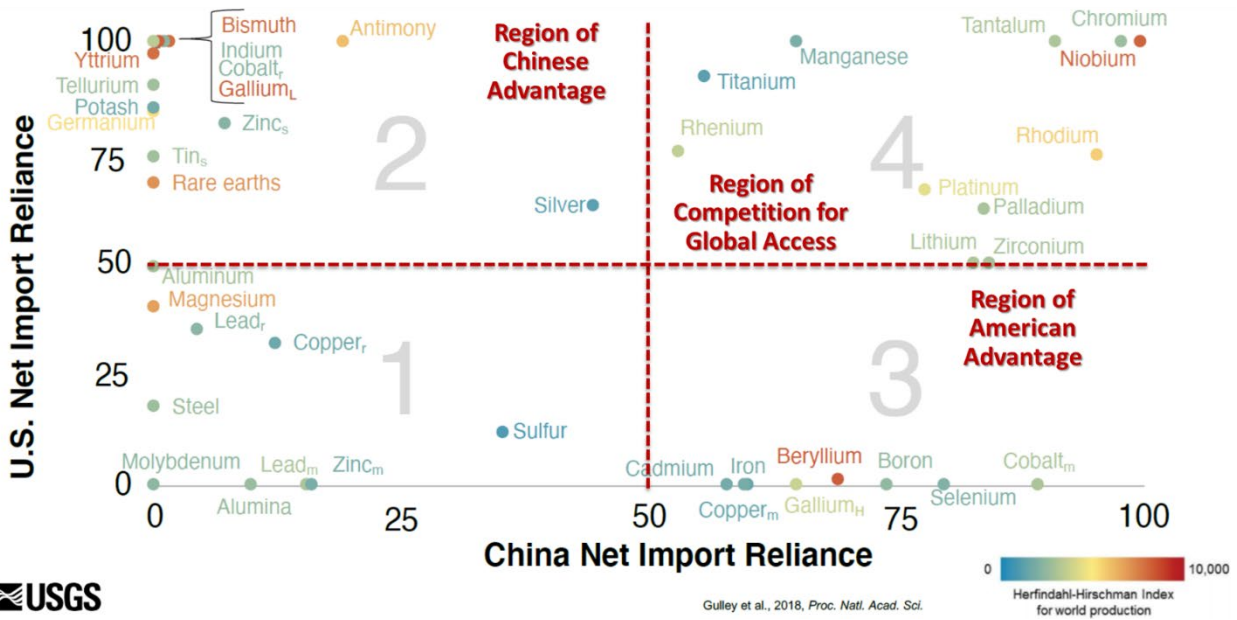 U.S. Net Import Reliance
100
75
50
25
0
Bismuth
Indium
Cobaltr
GalliumL
Yttrium
Tellurium
Potash
Germanium
Zincs
Tins
Rare earths
Antimony
Region of
Chinese
Advantage
2
Silver
Tantalum
Chromium
Niobium
Manganese
Titanium
Rhenium
4
Rhodium
Region of
Competition for
Global Access
Platinum
Palladium
Lithium
Zirconium
Aluminum
Magnesium
Leadr
Copperr
1
Steel
Sulfur
Molybdenum
Alumina
Leadm
Zincm
Region of
American
Advantage
3
Cadmium
Iron
Copperm
Beryllium
GalliumH
Boron
Selenium
Cobaltm
0
25
50
75
100
China Net Import Reliance
0
10,000
Herfindahl-Hirschman Index
for world production
USGS
Gulley et al., 2018, Proc. Natl. Acad. Sci.